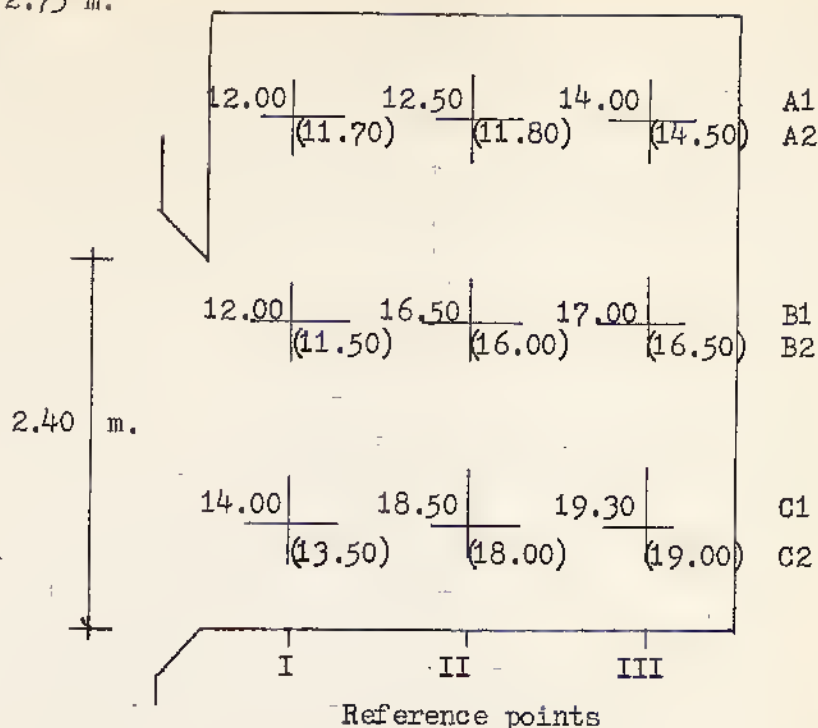 2.75 m.
12.00 12.50 14.00 A1
(11.70) (11.80) (14.50) A2
12.00 16.50 17.00 B1
(11.50) (16.00) (16.50) B2
2.40 m.
14.00 18.50 19.30 C1
(13.50) (18.00) (19.00) C2
I II III
Reference points